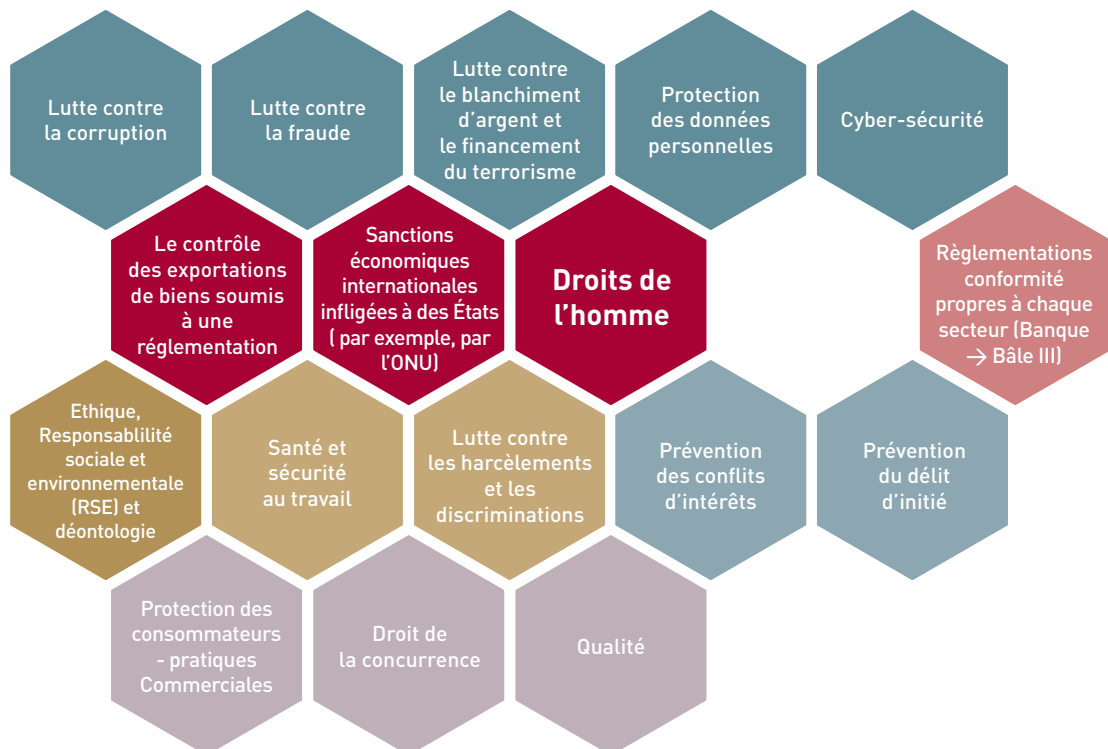 Lutte contre
la corruption
Lutte contre
la fraude
Lutte contre
le blanchiment
d'argent et
le financement
du terrorisme
Protection
des données
personnelles
Cyber-sécurité
Le contrôle
des exportations
de biens soumis
à une
réglementation
Sanctions
économiques
internationales
infligées à des États
( par exemple, par
l'ONU)
Droits de
l'homme
Règlementations
conformité
propres à chaque
secteur (Banque
→ Bâle III)
Ethique,
Responsablilité
sociale et
environnementale
(RSE) et
déontologie
Santé et
sécurité
au travail
Lutte contre
les harcèlements
et les
discriminations
Prévention
des conflits
d'intérêts
Prévention
du délit
d'initié
Protection des
consommateurs
- pratiques
Commerciales
Droit de
la concurrence
Qualité